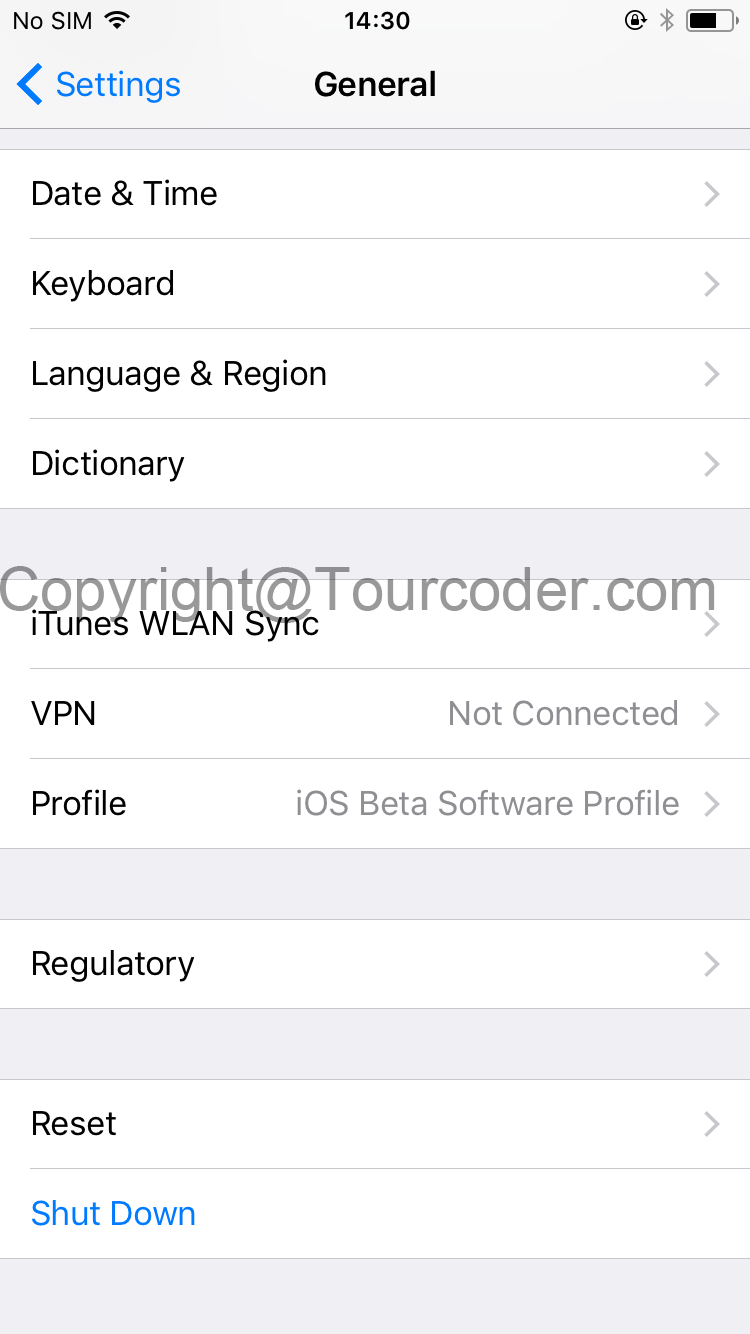 No SIM 14:30
Settings General
Date & Time
Keyboard
Language & Region
Dictionary
Copyright@Tourcoder.com
iTunes WLAN Sync
VPN Not Connected
Profile iOS Beta Software Profile
Regulatory
Reset
Shut Down